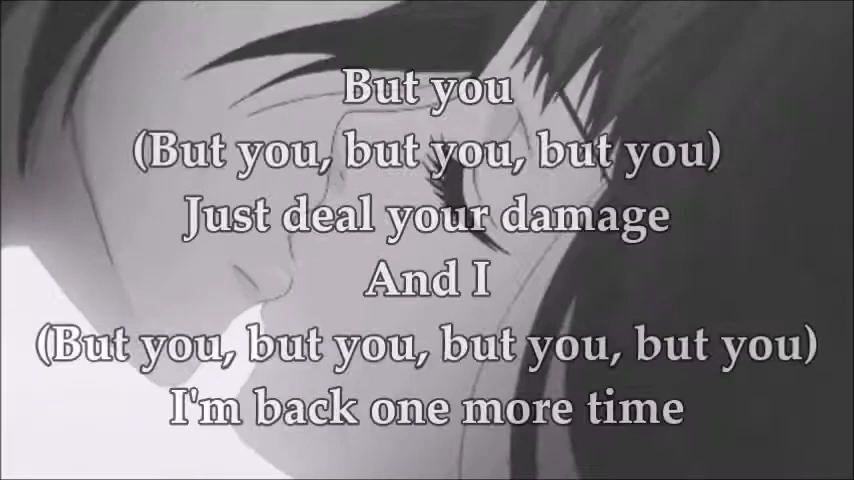 But you
(But you, but you, but you)
Just deal your damage
And I
(But you, but you, but you, but you)
I'm back one more time